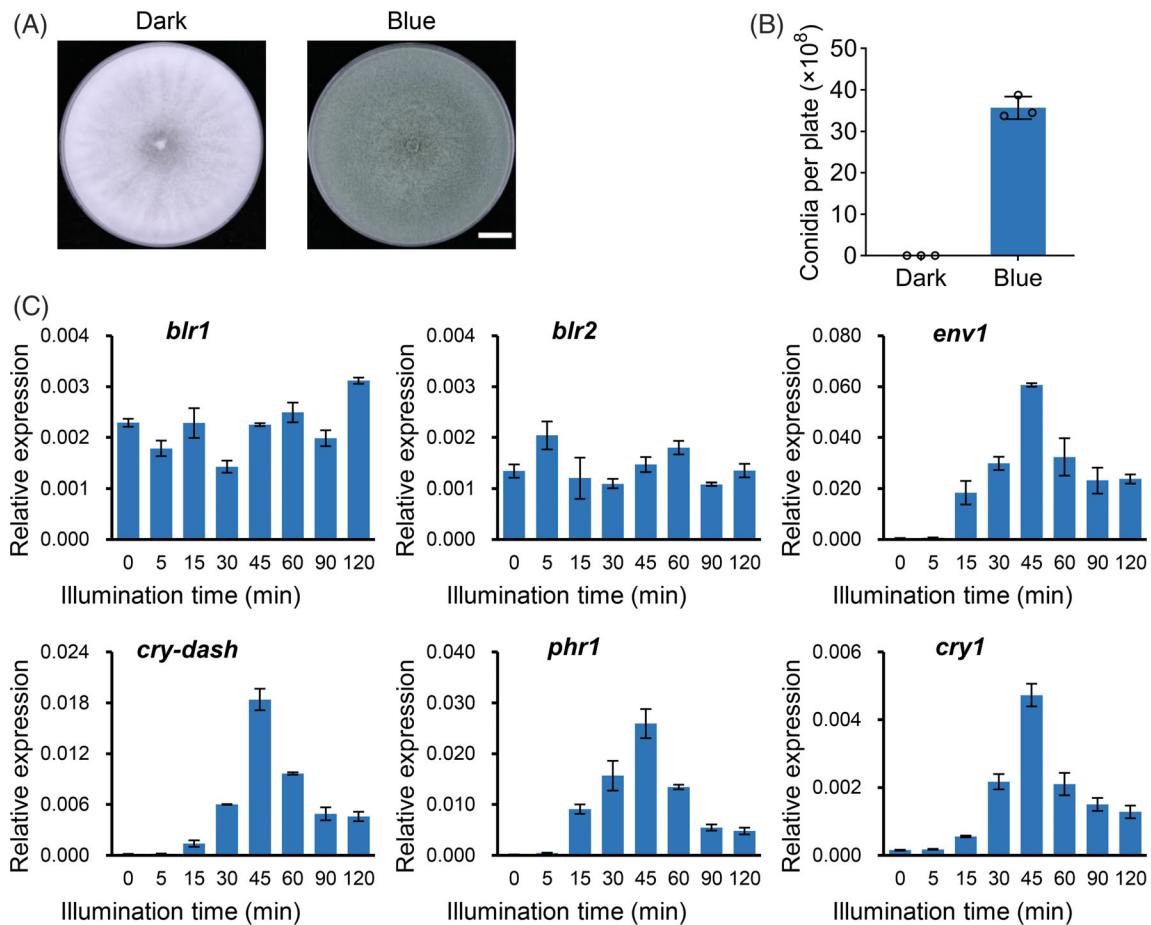 (A)
Dark
Blue
(B)
Conidia per plate (×10⁸)
50
40
30
20
10
0
Dark
Blue
(C)
blr1
Relative expression
0.004
0.003
0.002
0.001
0.000
0 5 15 30 45 60 90 120
Illumination time (min)
blr2
Relative expression
0.004
0.003
0.002
0.001
0.000
0 5 15 30 45 60 90 120
Illumination time (min)
env1
Relative expression
0.080
0.060
0.040
0.020
0.000
0 5 15 30 45 60 90 120
Illumination time (min)
cry-dash
Relative expression
0.024
0.018
0.012
0.006
0.000
0 5 15 30 45 60 90 120
Illumination time (min)
phr1
Relative expression
0.040
0.030
0.020
0.010
0.000
0 5 15 30 45 60 90 120
Illumination time (min)
cry1
Relative expression
0.006
0.004
0.002
0.000
0 5 15 30 45 60 90 120
Illumination time (min)